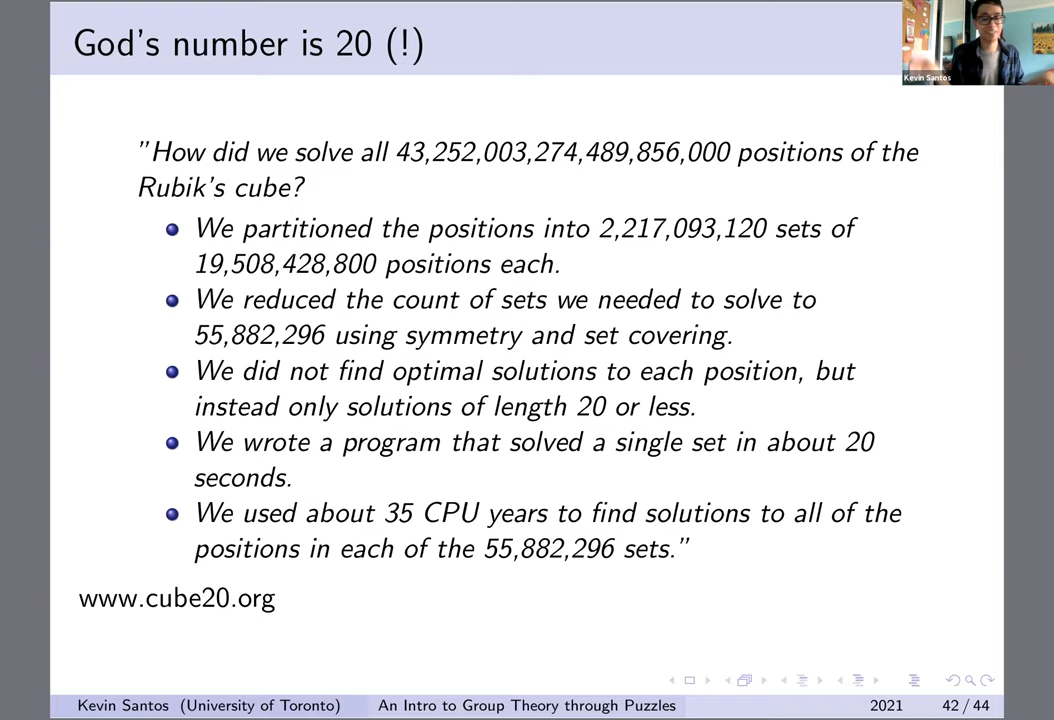 God's number is 20 (!)
Kevin Santos
"How did we solve all 43,252,003,274,489,856,000 positions of the
Rubik's cube?
We partitioned the positions into 2,217,093,120 sets of
19,508,428,800 positions each.
We reduced the count of sets we needed to solve to
55,882,296 using symmetry and set covering.
We did not find optimal solutions to each position, but
instead only solutions of length 20 or less.
We wrote a program that solved a single set in about 20
seconds.
We used about 35 CPU years to find solutions to all of the
positions in each of the 55,882,296 sets."
www.cube20.org
Kevin Santos (University of Toronto) An Intro to Group Theory through Puzzles 2021 42 / 44